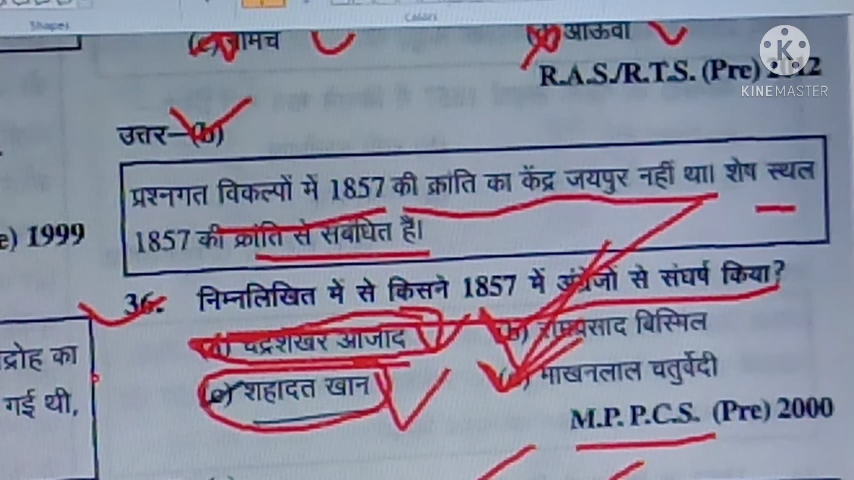 Shapes
Colors
(c) नामच
आऊवा
R.A.S./R.T.S. (Pre) 2012
KINEMASTER
उत्तर–(b)
प्रश्नगत विकल्पों में 1857 की क्रांति का केंद्र जयपुर नहीं था। शेष स्थल
1857 की क्रांति से संबंधित हैं।
e) 1999
36. निम्नलिखित में से किसने 1857 में अंग्रेजों से संघर्ष किया?
(a) चंद्रशेखर आजाद
(b) रामप्रसाद बिस्मिल
द्रोह का
(c) शहादत खान
माखनलाल चतुर्वेदी
गई थी,
M.P. P.C.S. (Pre) 2000